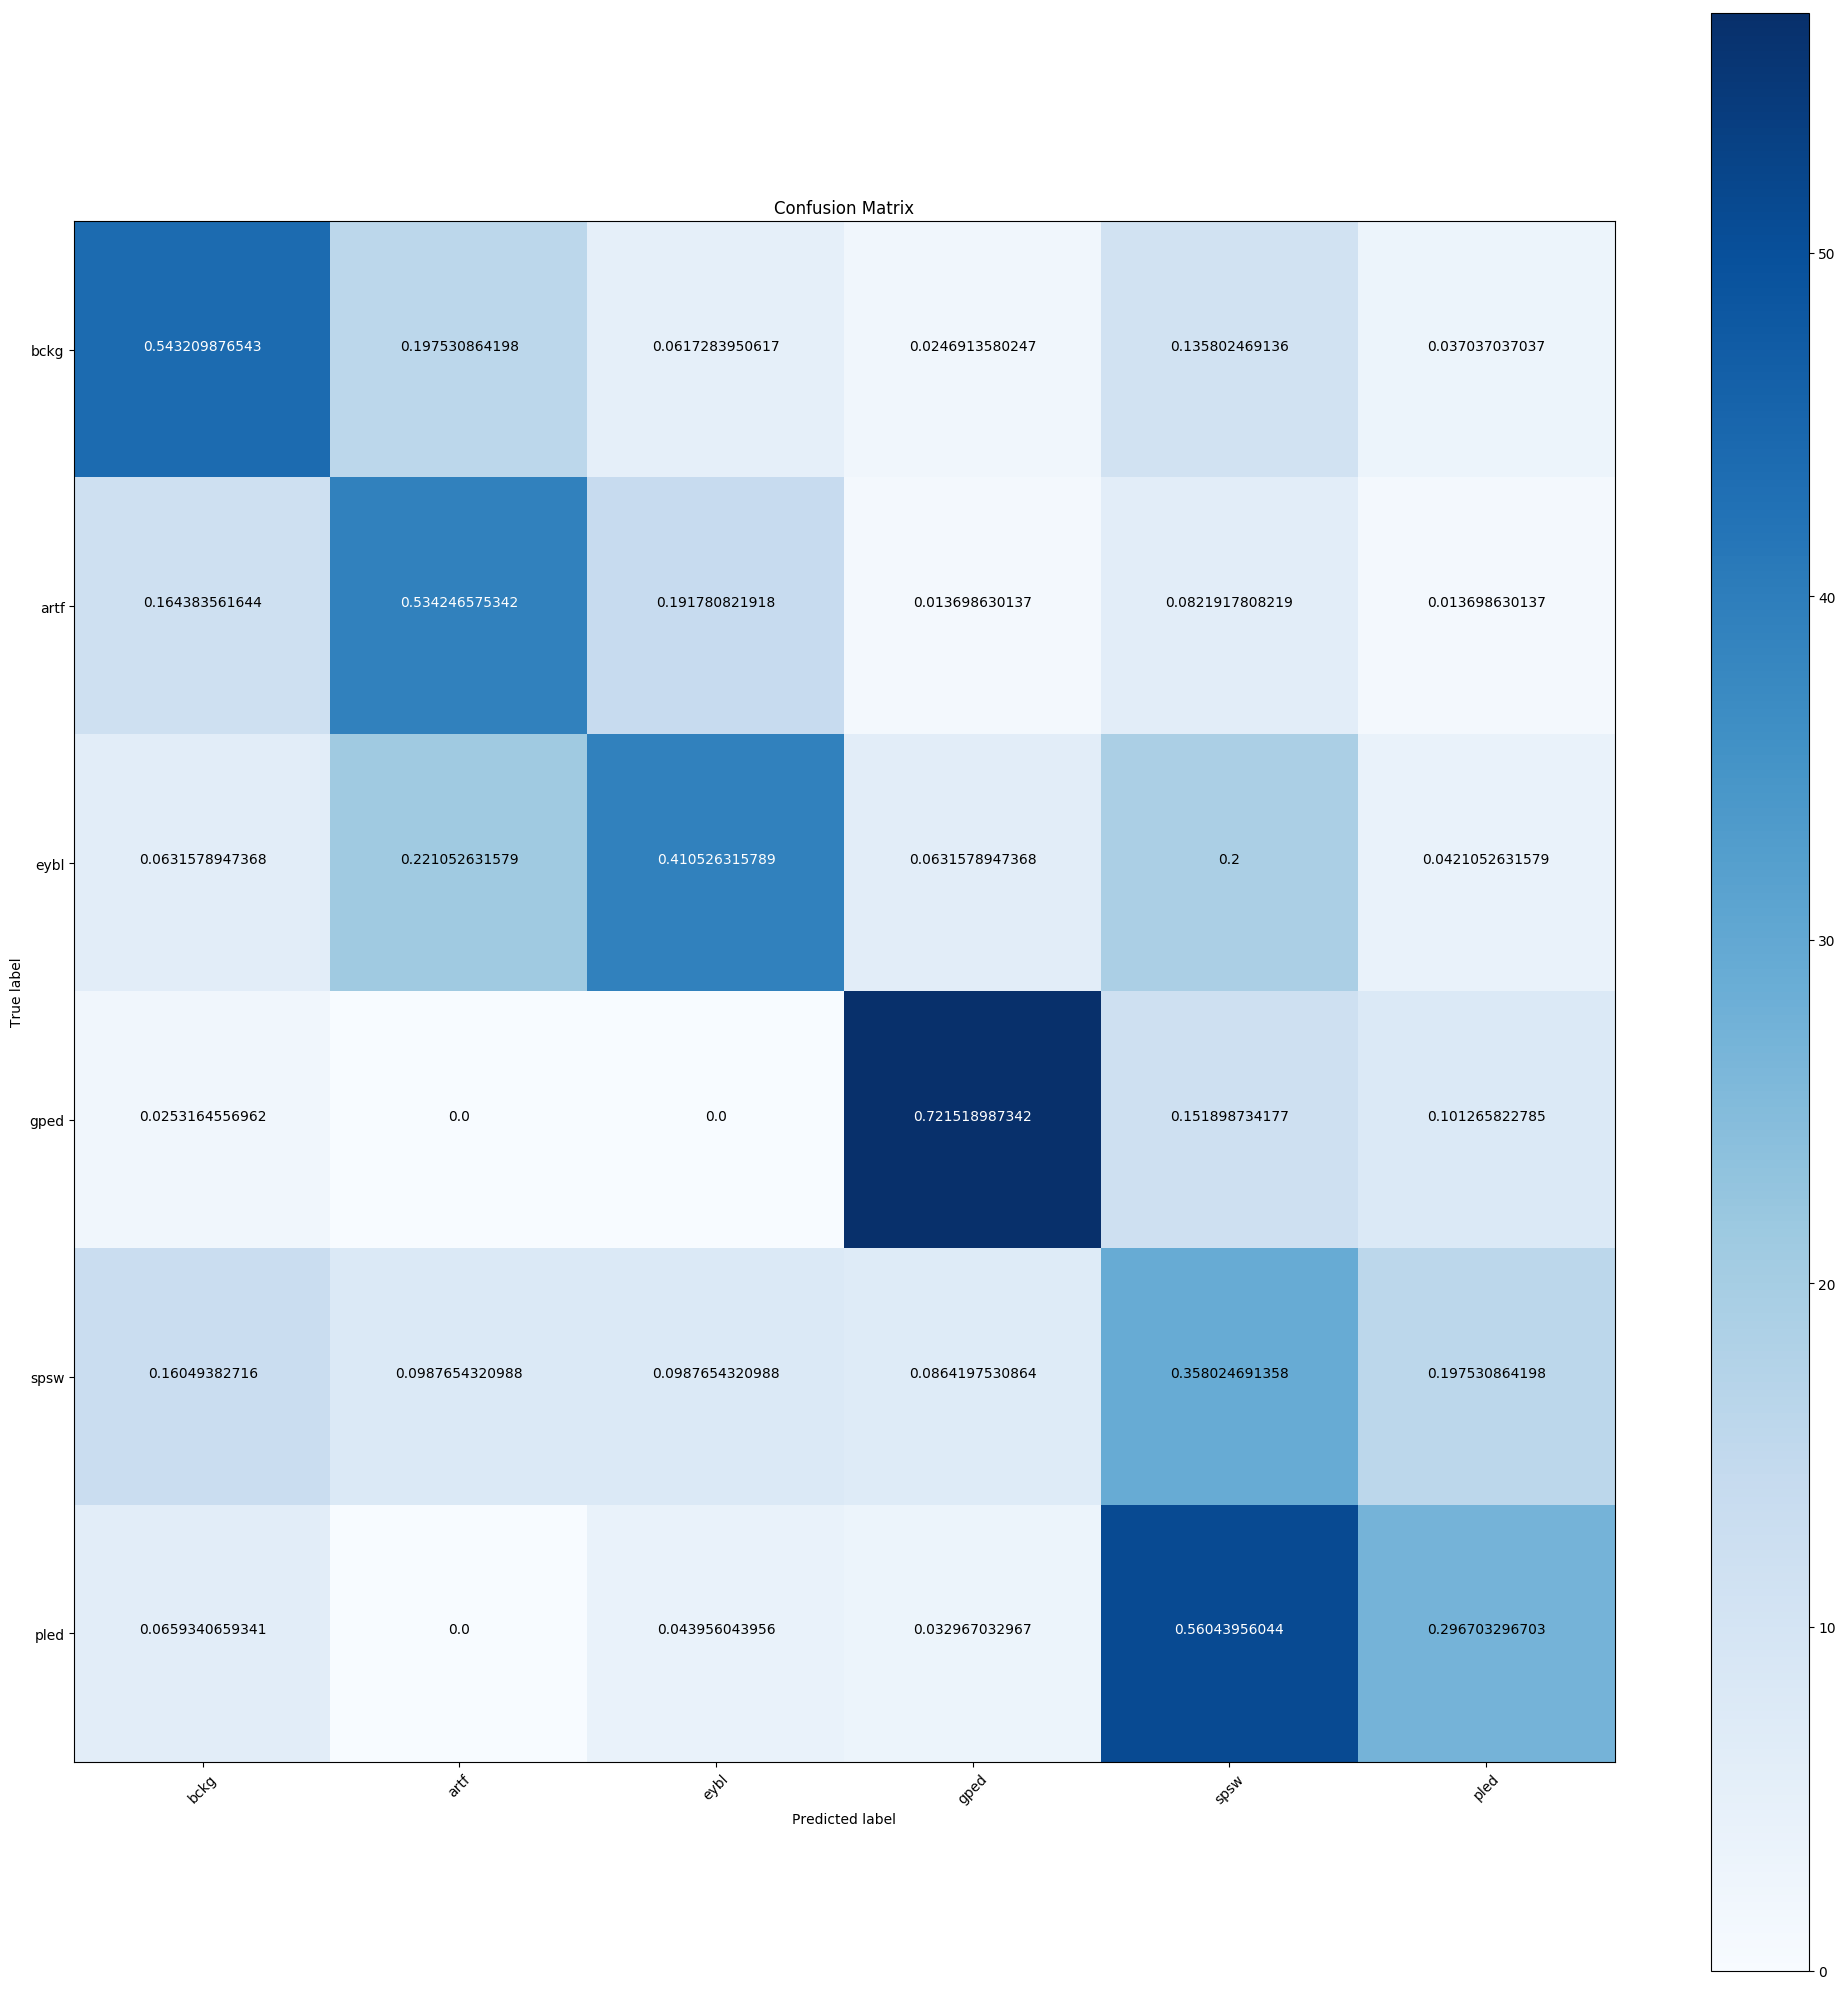 Confusion Matrix
bckg 0.543209876543 0.197530864198 0.0617283950617 0.0246913580247 0.135802469136 0.037037037037
artf 0.164383561644 0.534246575342 0.191780821918 0.013698630137 0.0821917808219 0.013698630137
eybl 0.0631578947368 0.221052631579 0.410526315789 0.0631578947368 0.2 0.0421052631579
gped 0.0253164556962 0.0 0.0 0.721518987342 0.151898734177 0.101265822785
spsw 0.16049382716 0.0987654320988 0.0987654320988 0.0864197530864 0.358024691358 0.197530864198
pled 0.0659340659341 0.0 0.043956043956 0.032967032967 0.56043956044 0.296703296703
True label
bckg artf eybl gped spsw pled
Predicted label
50
40
30
20
10
0